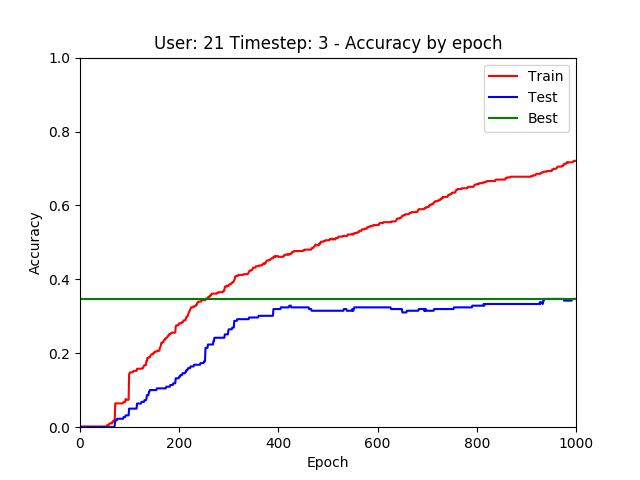 User: 21 Timestep: 3 - Accuracy by epoch
1.0
0.8
0.6
0.4
0.2
0.0
Accuracy
Train
Test
Best
0 200 400 600 800 1000
Epoch